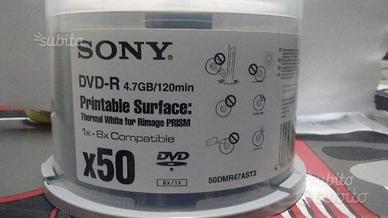 subito
SONY
DVD-R 4.7GB/120min
Printable Surface:
Thermal White for Rimage PRISM
1x-8x Compatible
x50
DVD
8x/1x
50DMR47AST3
subito